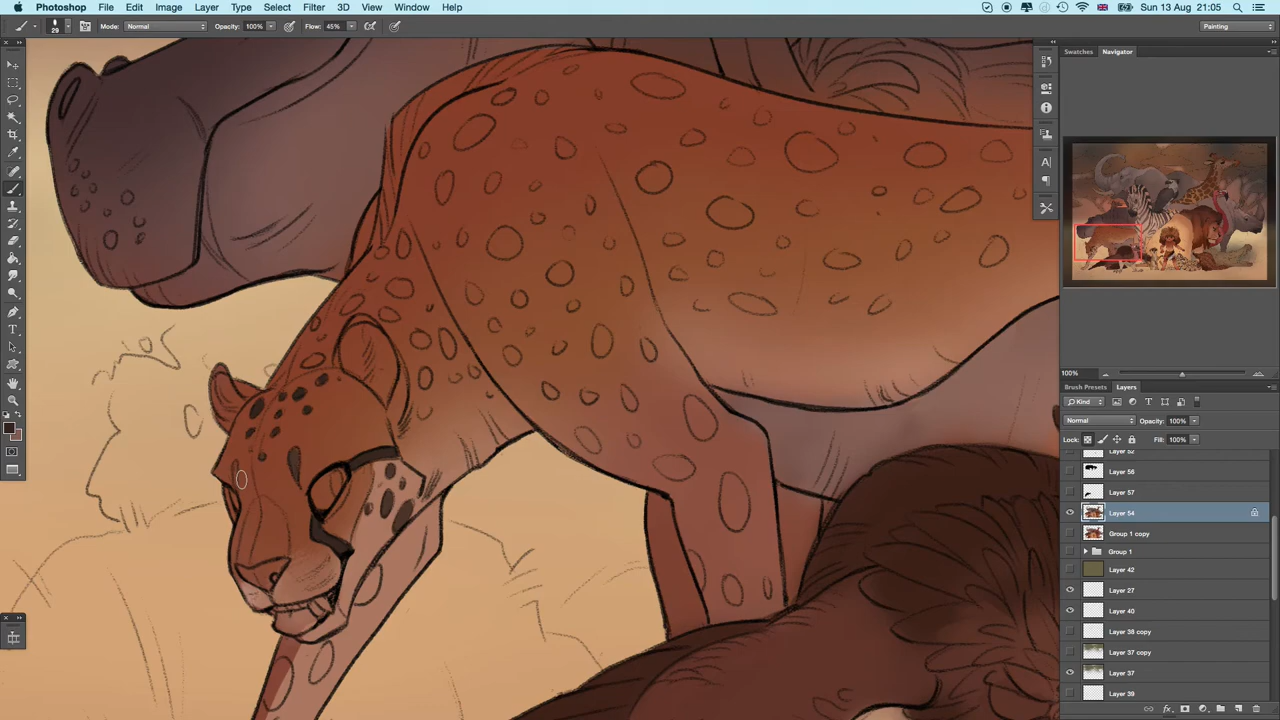 Photoshop File Edit Image Layer Type Select Filter 3D View Window Help Sun 13 Aug 21:05
29 Mode: Normal Opacity: 100% Flow: 45% Painting
Swatches Navigator
100%
Brush Presets Layers
Kind
Normal Opacity: 100%
Lock: Fill: 100%
Layer 52
Layer 56
Layer 57
Layer 54
Group 1 copy
Group 1
Layer 42
Layer 27
Layer 40
Layer 38 copy
Layer 37 copy
Layer 37
Layer 39